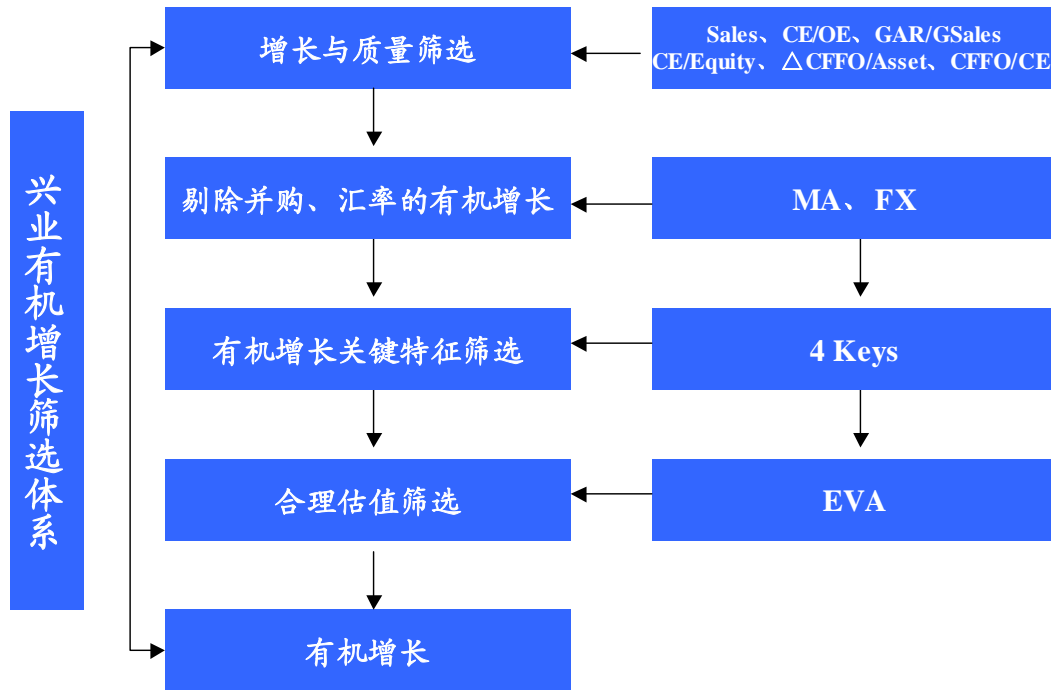 兴业有机增长筛选体系
增长与质量筛选
Sales、CE/OE、GAR/GSales
CE/Equity、△CFFO/Asset、CFFO/CE
剔除并购、汇率的有机增长
MA、FX
有机增长关键特征筛选
4 Keys
合理估值筛选
EVA
有机增长